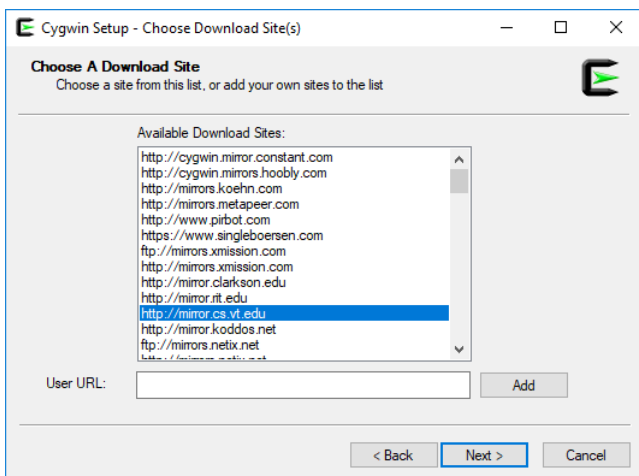 Cygwin Setup - Choose Download Site(s)
Choose A Download Site
Choose a site from this list, or add your own sites to the list
Available Download Sites:
http://cygwin.mirror.constant.com
http://cygwin.mirrors.hoobly.com
http://mirrors.koehn.com
http://mirrors.metapeer.com
http://www.pirbot.com
https://www.singleboersen.com
ftp://mirrors.xmission.com
http://mirrors.xmission.com
http://mirror.clarkson.edu
http://mirror.rit.edu
http://mirror.cs.vt.edu
http://mirror.koddos.net
ftp://mirrors.netix.net
http://mirrors.netix.net
User URL:
Add
< Back
Next >
Cancel